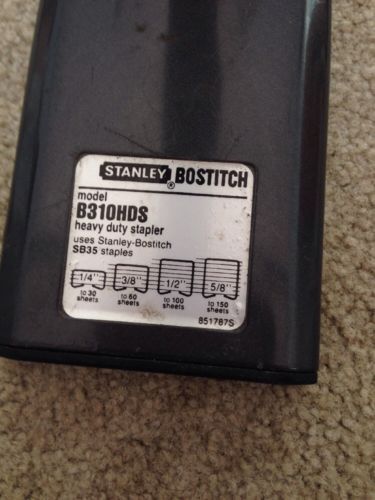 STANLEY® BOSTITCH
model
B310HDS
heavy duty stapler
uses Stanley-Bostitch
SB35 staples
1/4" 3/8" 1/2" 5/8"
to 30 to 60 to 100 to 150
sheets sheets sheets sheets
851787S